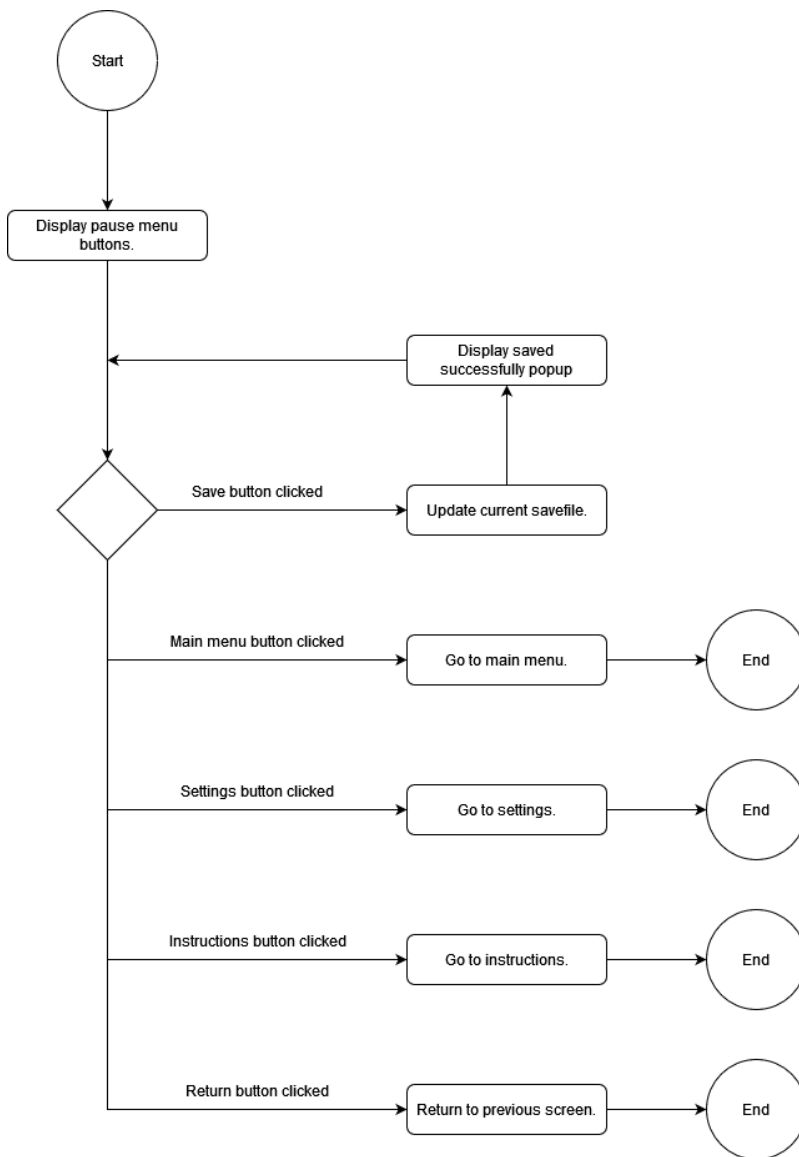 Start
Display pause menu
buttons.
Display saved
successfully popup
Save button clicked
Update current savefile.
Main menu button clicked
Go to main menu.
End
Settings button clicked
Go to settings.
End
Instructions button clicked
Go to instructions.
End
Return button clicked
Return to previous screen.
End